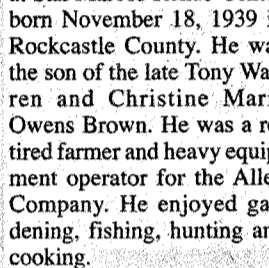 born November 18, 1939
Rockcastle County. He wa
the son of the late Tony Wa
ren and Christine Mar
Owens Brown. He was a re
tired farmer and heavy equip
ment operator for the Alle
Company. He enjoyed ga
dening, fishing, hunting an
cooking.